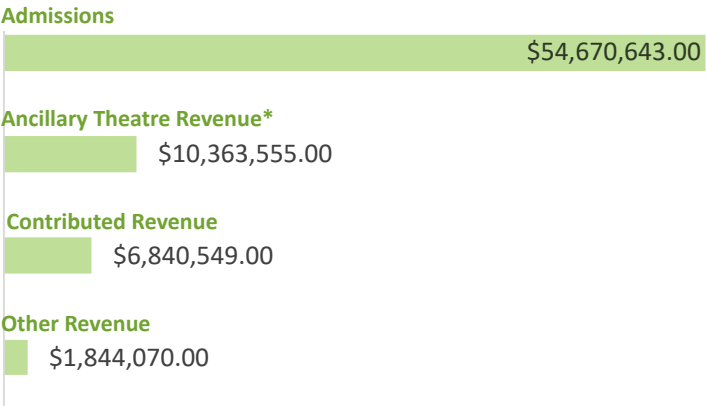 Admissions
$54,670,643.00
Ancillary Theatre Revenue*
$10,363,555.00
Contributed Revenue
$6,840,549.00
Other Revenue
$1,844,070.00